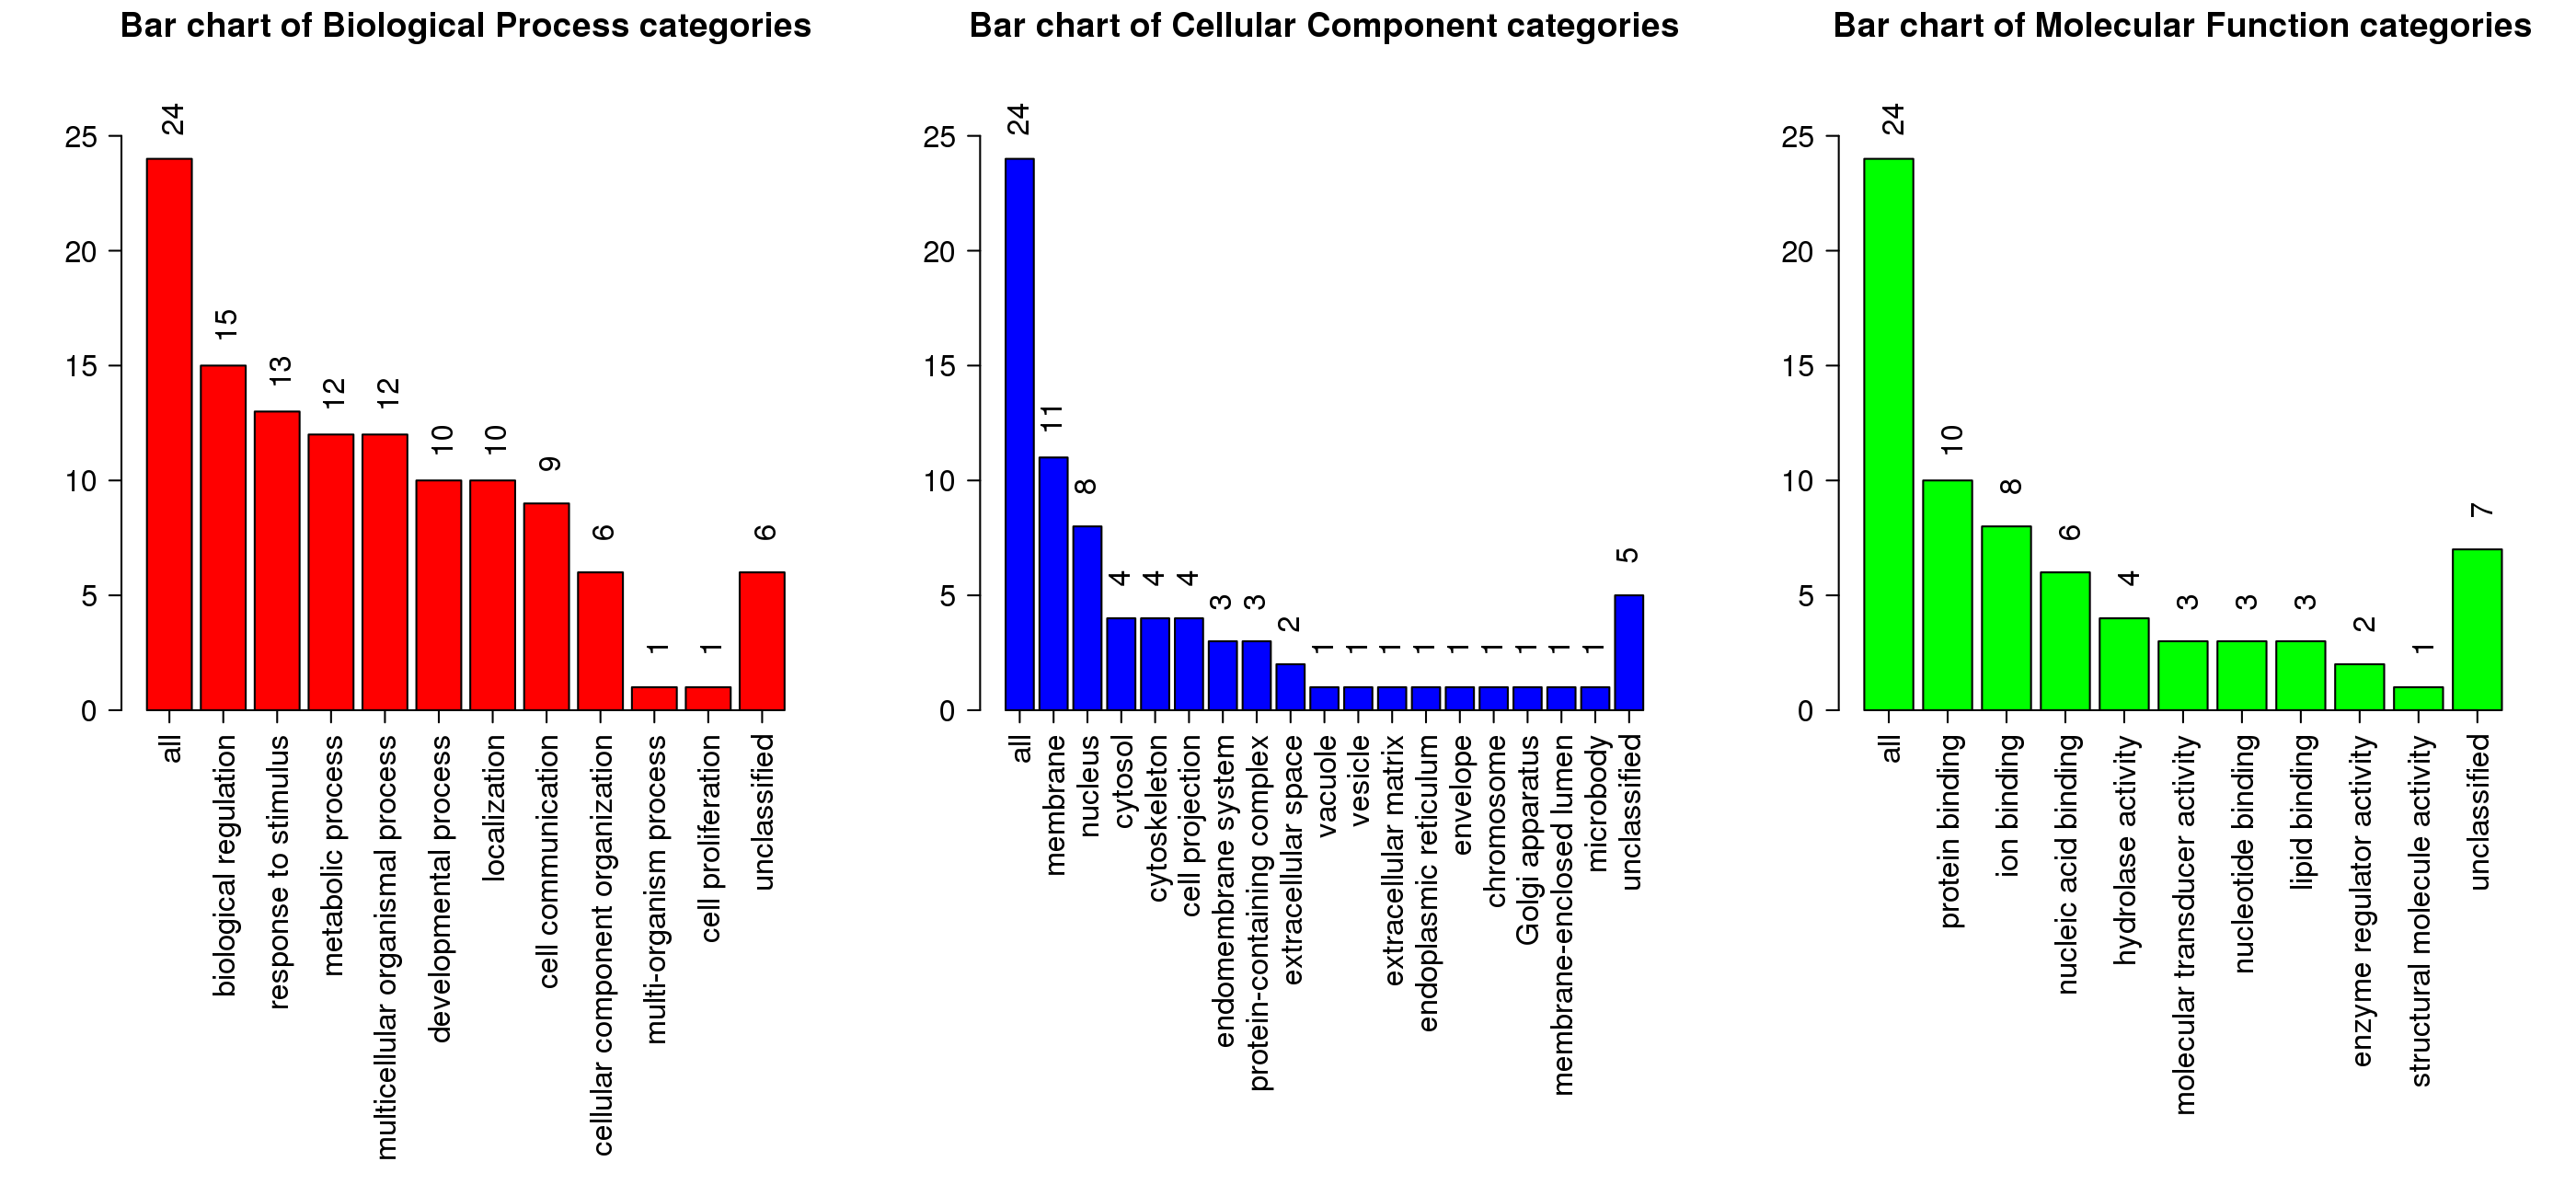 Bar chart of Biological Process categories
25
20
15
10
5
0
24
15
13
12
12
10
10
9
6
1
1
6
all
biological regulation
response to stimulus
metabolic process
multicellular organismal process
developmental process
localization
cell communication
cellular component organization
multi-organism process
cell proliferation
unclassified
Bar chart of Cellular Component categories
25
20
15
10
5
0
24
11
8
4
4
4
3
3
2
1
1
1
1
1
1
1
1
1
5
all
membrane
nucleus
cytosol
cytoskeleton
cell projection
endomembrane system
protein-containing complex
extracellular space
vacuole
vesicle
extracellular matrix
endoplasmic reticulum
envelope
chromosome
Golgi apparatus
membrane-enclosed lumen
microbody
unclassified
Bar chart of Molecular Function categories
25
20
15
10
5
0
24
10
8
6
4
3
3
3
2
1
7
all
protein binding
ion binding
nucleic acid binding
hydrolase activity
molecular transducer activity
nucleotide binding
lipid binding
enzyme regulator activity
structural molecule activity
unclassified